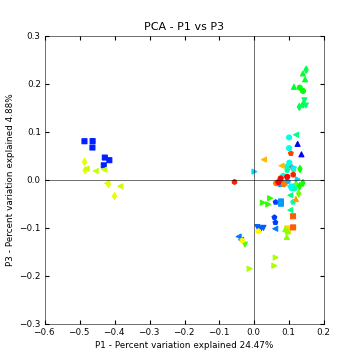 PCA - P1 vs P3
0.3
0.2
0.1
0.0
−0.1
−0.2
−0.3
P3 - Percent variation explained 4.88%
−0.6 −0.5 −0.4 −0.3 −0.2 −0.1 0.0 0.1 0.2
P1 - Percent variation explained 24.47%